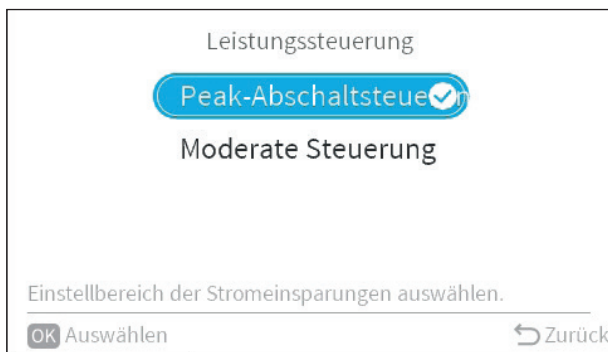 Leistungssteuerung
Peak-Abschaltsteue
Moderate Steuerung
Einstellbereich der Stromeinsparungen auswählen.
OK Auswählen
Zurück